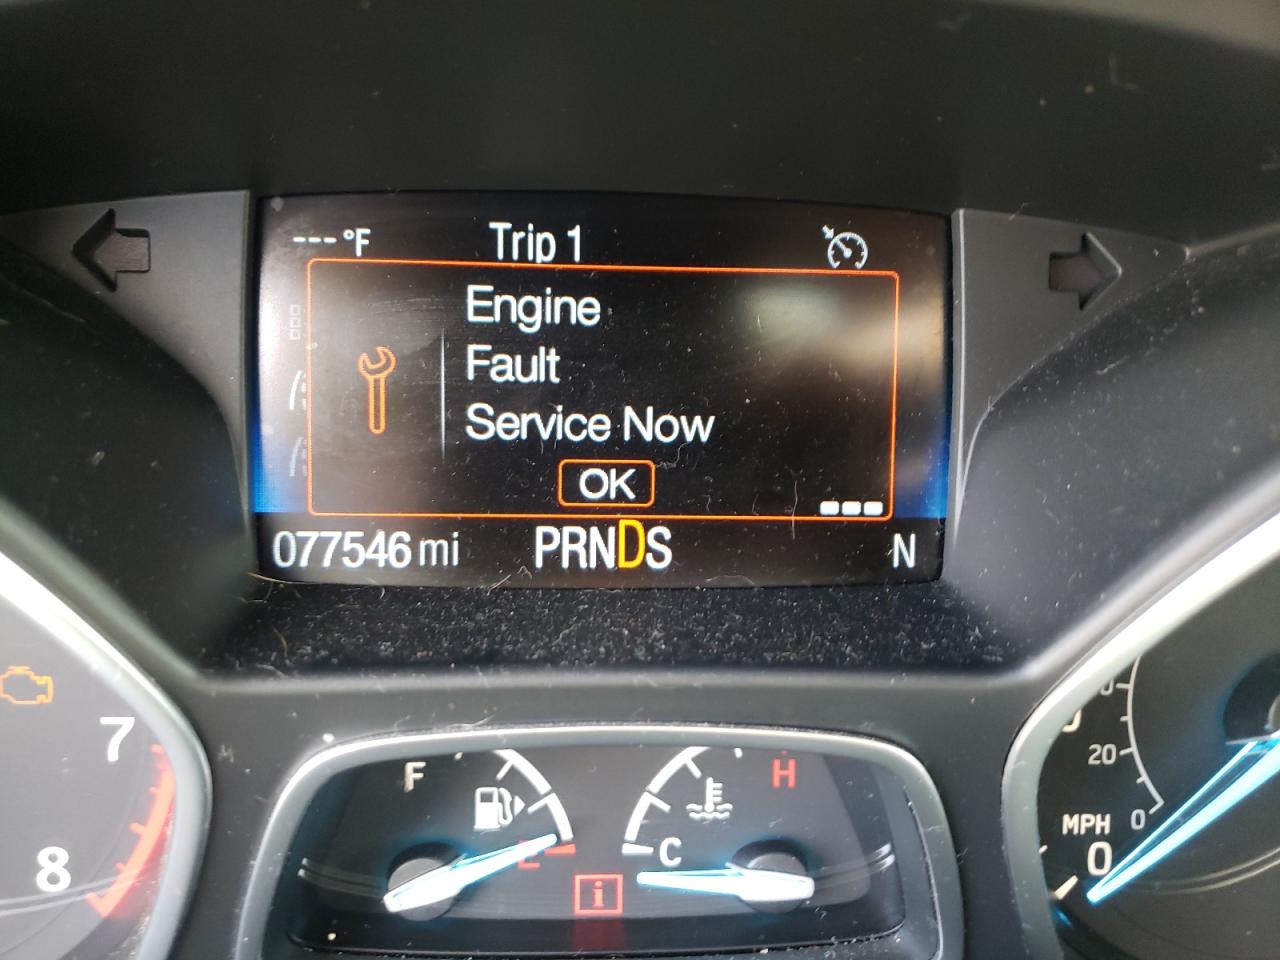 ---°F Trip 1
Engine
Fault
Service Now
OK
077546 mi PRNDS N
7
8
F
E
C
H
i
20
0
MPH
0